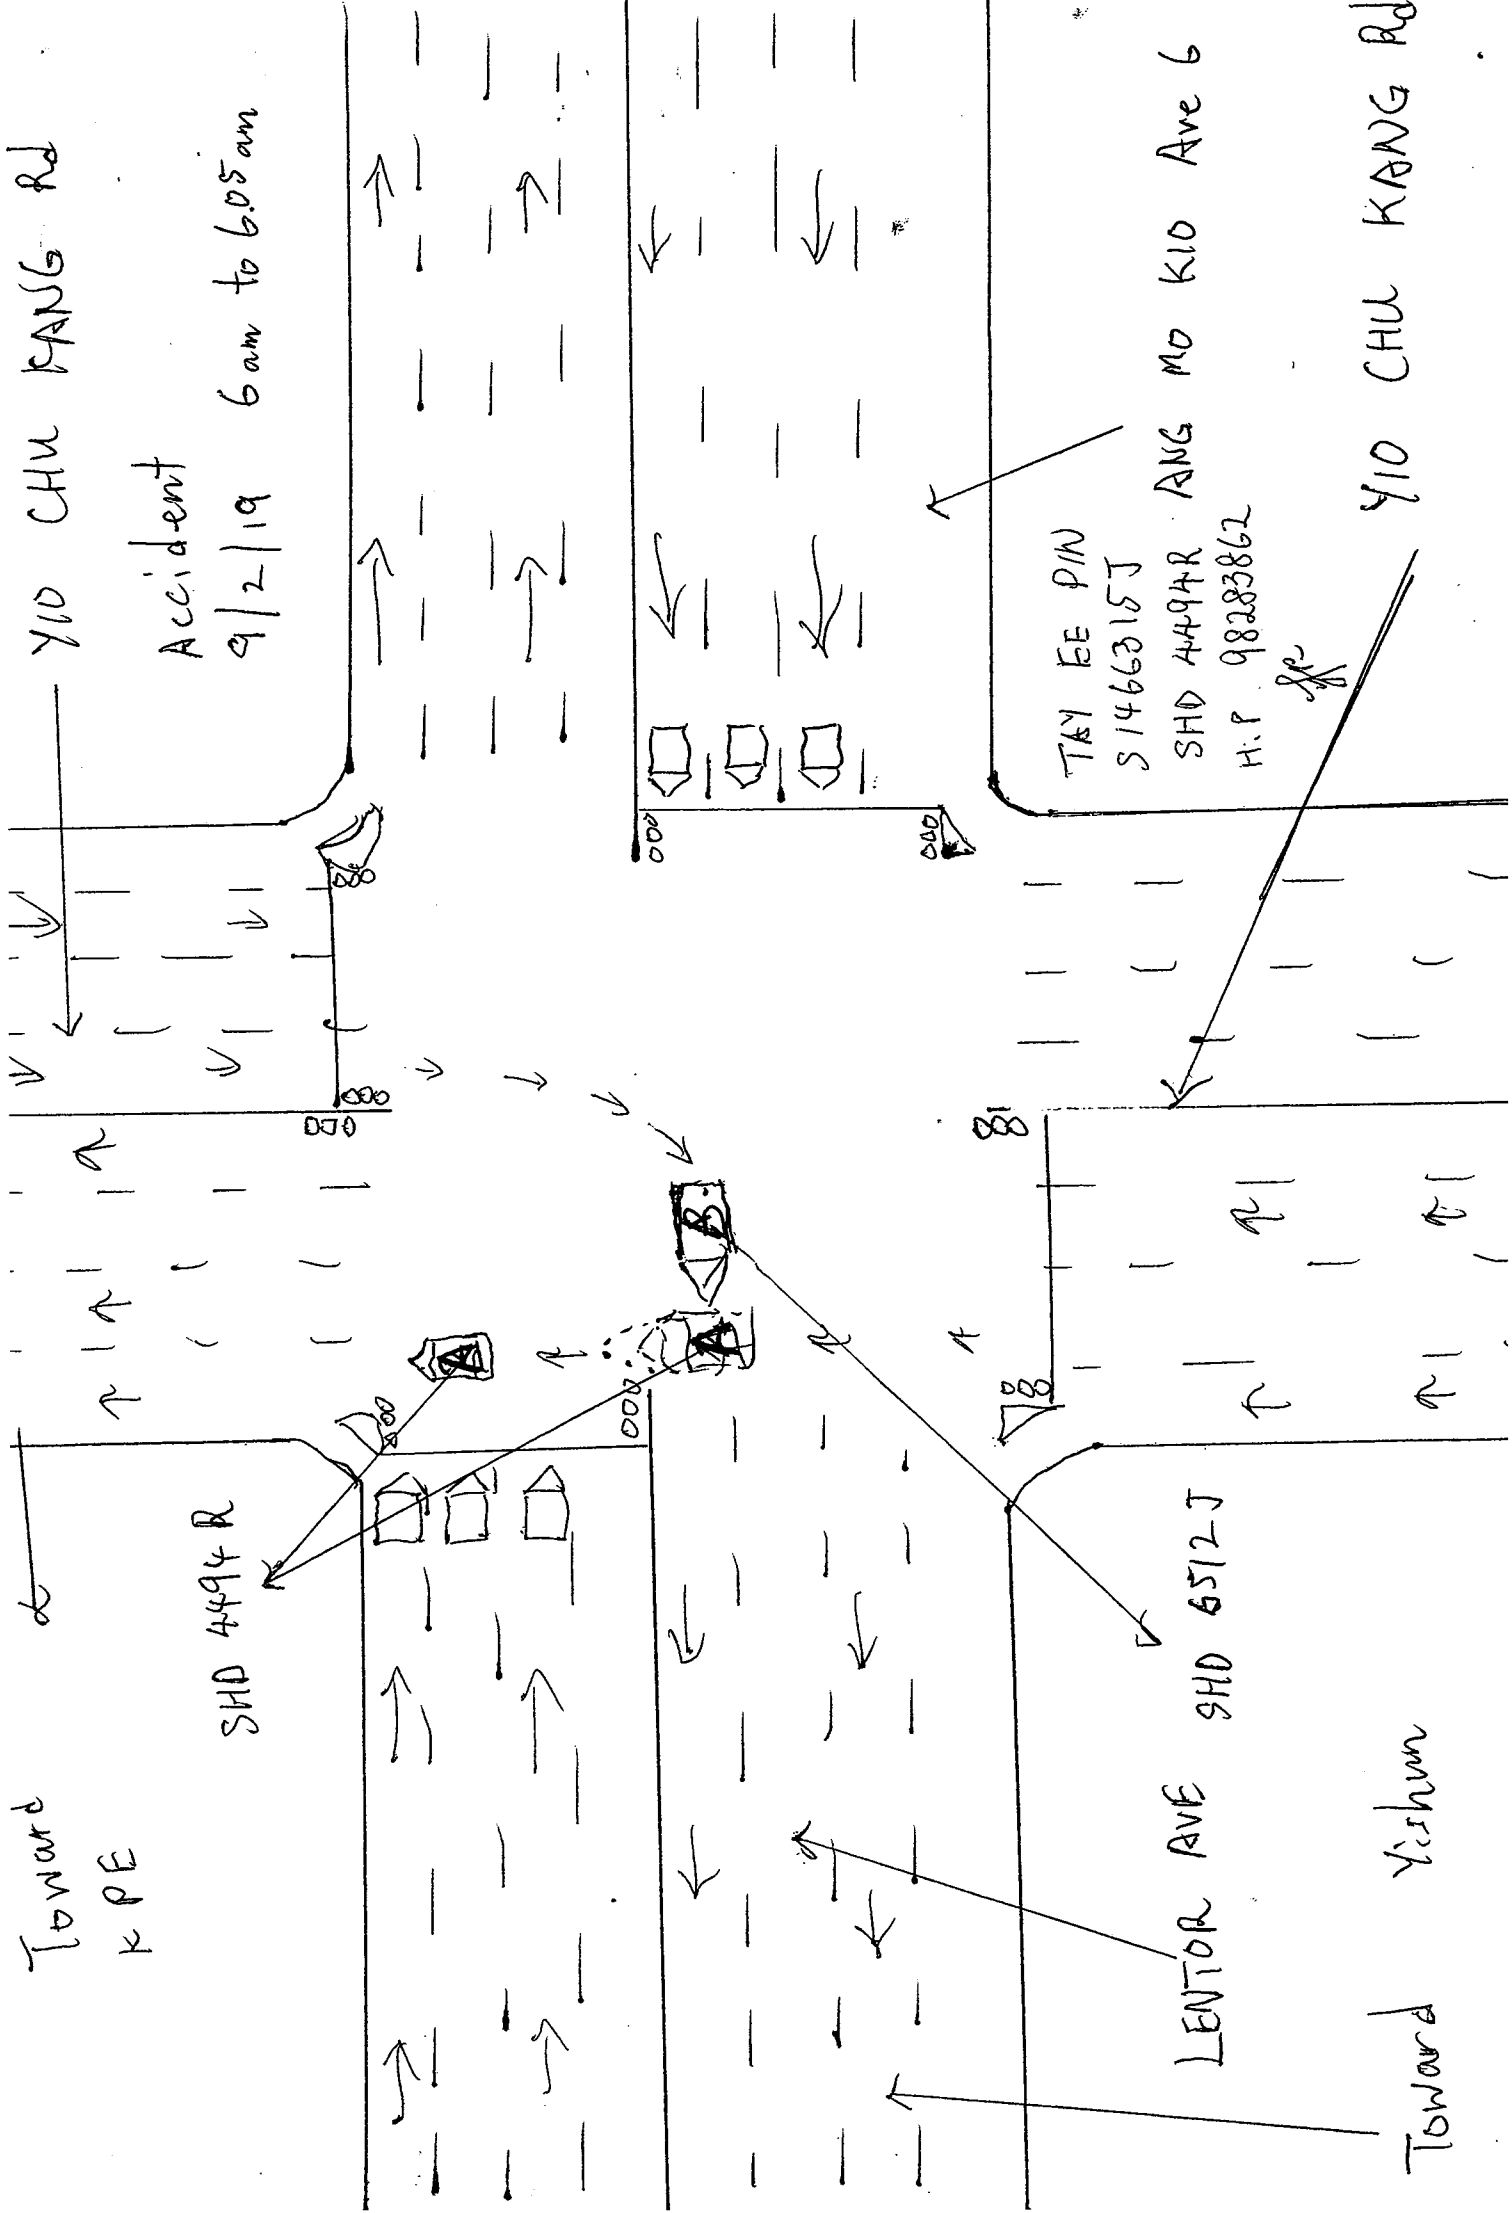 YIO CHU KANG Rd
Accident
9/2/19 6am to 6.05am
Toward
KPE
SHD 4494R
A
A
B
TAY EE PIN
S1466315J
SHD 4494R
H.P. 98283862
ANG MO KIO Ave 6
YIO CHU KANG Rd
LENTOR AVE
SHD 6512J
Toward Yishun